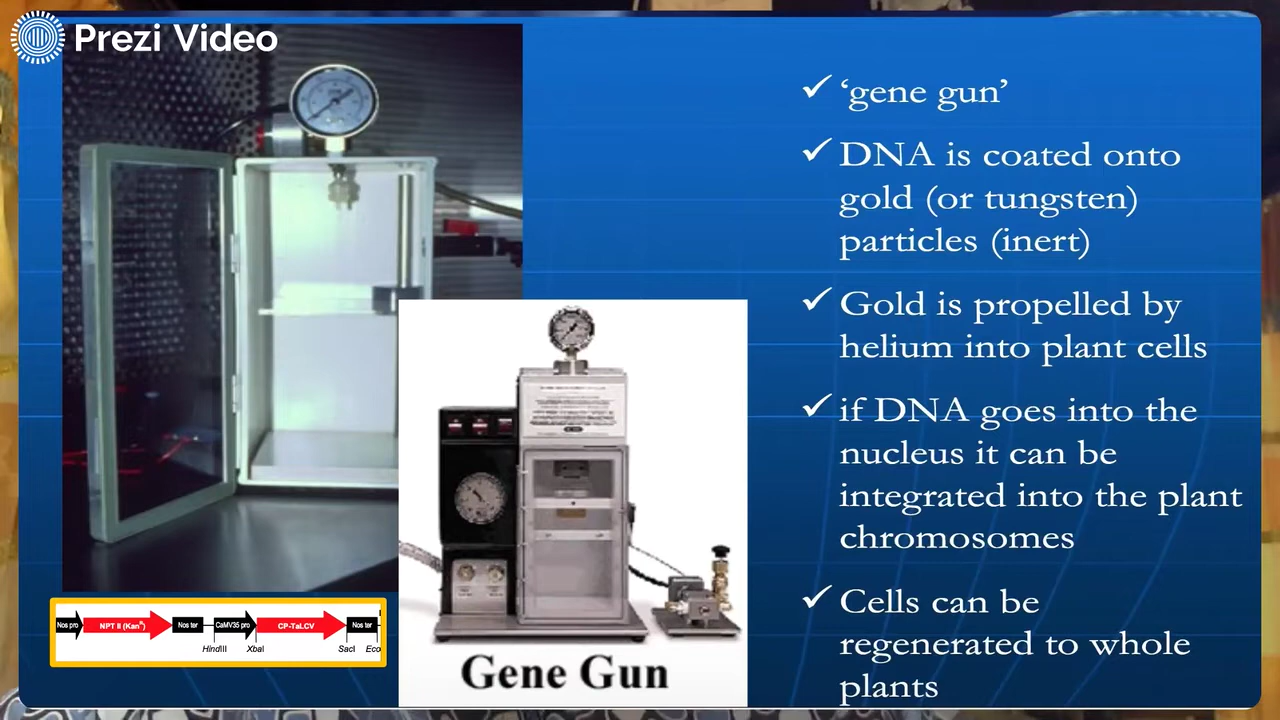 Prezi Video
‘gene gun’
DNA is coated onto
gold (or tungsten)
particles (inert)
Gold is propelled by
helium into plant cells
if DNA goes into the
nucleus it can be
integrated into the plant
chromosomes
Cells can be
regenerated to whole
plants
Nos pro NPT II (Kanᴿ) Nos ter CaMV35 pro CP-TaLCV Nos ter
HindIII XbaI SacI Eco
Gene Gun